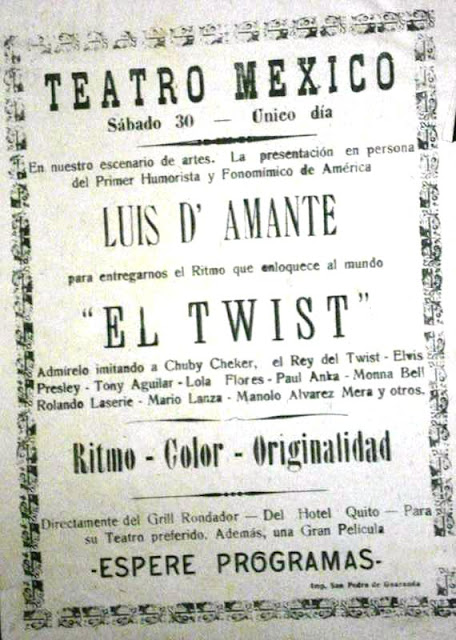 TEATRO MEXICO
Sábado 30 — Unico día
En nuestro escenario de artes. La presentación en persona
del Primer Humorista y Fonomímico de América
LUIS D' AMANTE
para entregarnos el Ritmo que enloquece al mundo
"EL TWIST"
Admírelo imitando a Chuby Cheker, el Rey del Twist - Elvis
Presley - Tony Aguilar - Lola Flores - Paul Anka - Monna Bell
Rolando Laserie - Mario Lanza - Manolo Alvarez Mera y otros.
Ritmo - Color - Originalidad
Directamente del Grill Rondador — Del Hotel Quito — Para
su Teatro preferido. Además, una Gran Película
-ESPERE PROGRAMAS-
Imp. San Pedro de Guaranda